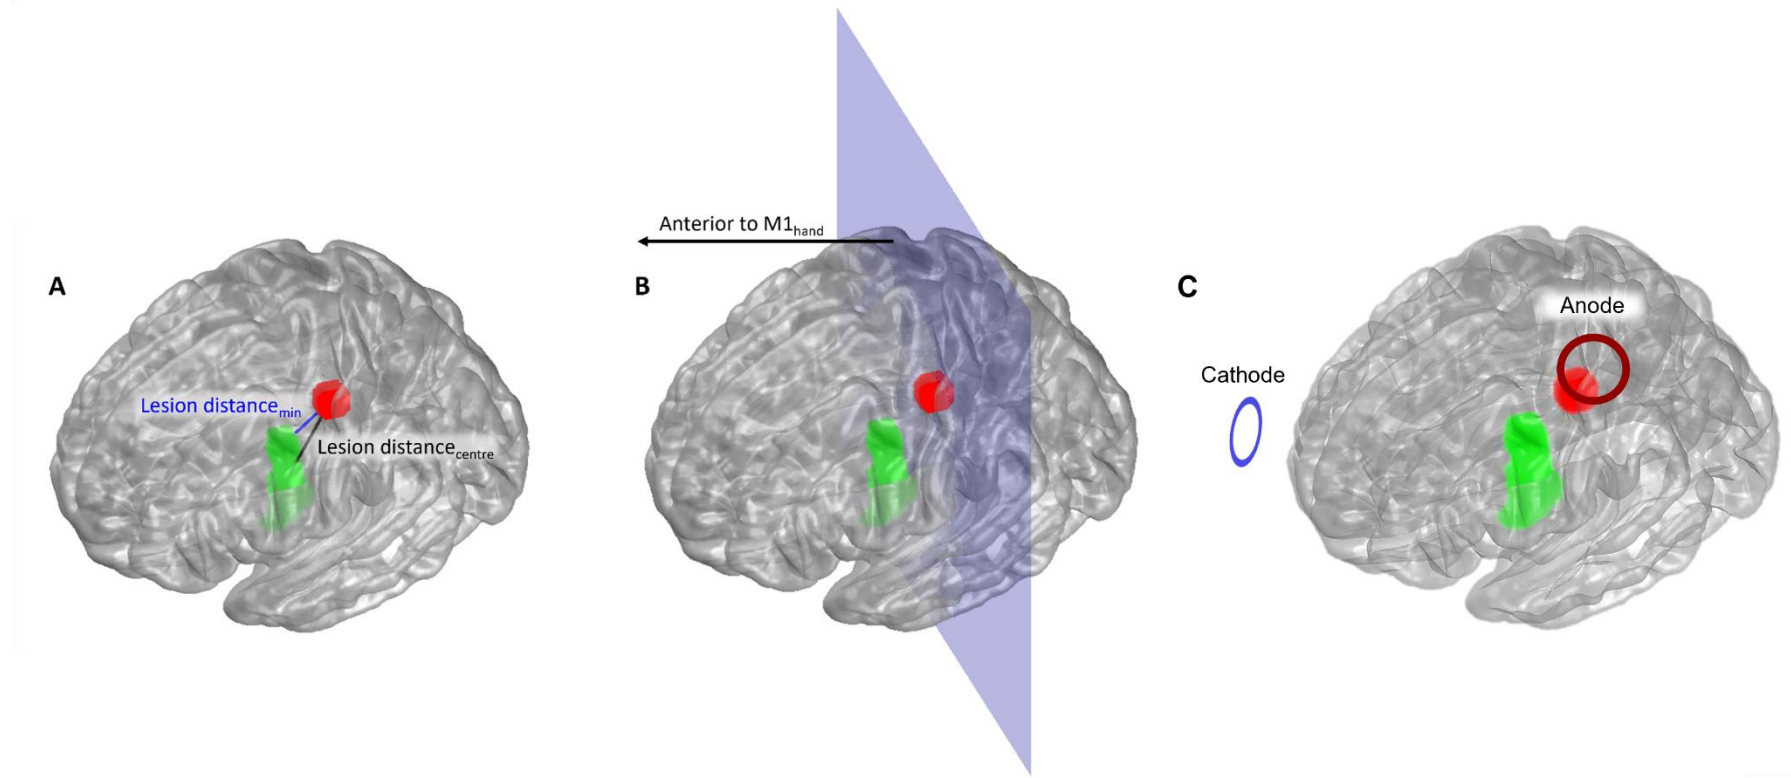 A
Lesion distancemin
Lesion distancecentre
Anterior to M1hand
B
C
Anode
Cathode